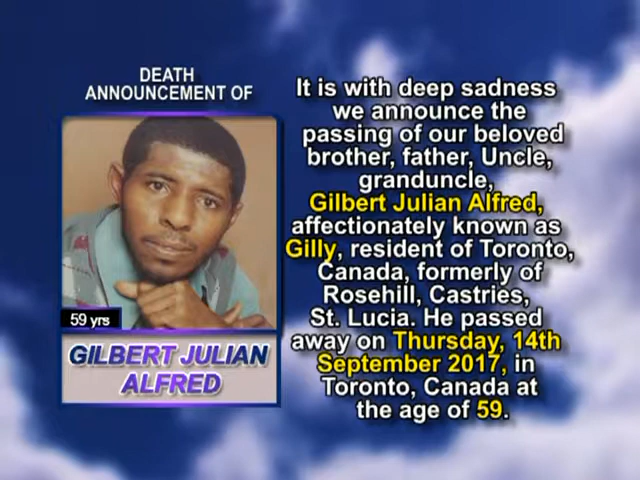 DEATH
ANNOUNCEMENT OF
59 yrs
GILBERT JULIAN
ALFRED
It is with deep sadness
we announce the
passing of our beloved
brother, father, Uncle,
granduncle,
Gilbert Julian Alfred,
affectionately known as
Gilly, resident of Toronto,
Canada, formerly of
Rosehill, Castries,
St. Lucia. He passed
away on Thursday, 14th
September 2017, in
Toronto, Canada at
the age of 59.